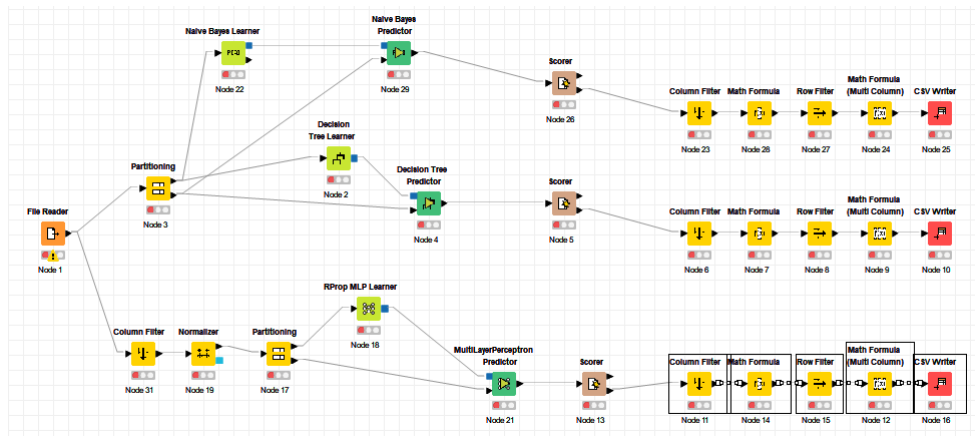 Naive Bayes Learner
Node 22
Naive Bayes
Predictor
Node 29
Scorer
Node 26
Column Filter
Node 23
Math Formula
Node 28
Row Filter
Node 27
Math Formula
(Multi Column)
Node 24
CSV Writer
Node 25
Decision
Tree Learner
Node 2
Partitioning
Node 3
Decision Tree
Predictor
Node 4
Scorer
Node 5
Column Filter
Node 6
Math Formula
Node 7
Row Filter
Node 8
Math Formula
(Multi Column)
Node 9
CSV Writer
Node 10
File Reader
Node 1
RProp MLP Learner
Node 18
Column Filter
Node 31
Normalizer
Node 19
Partitioning
Node 17
MultiLayerPerceptron
Predictor
Node 21
Scorer
Node 13
Column Filter
Node 11
Math Formula
Node 14
Row Filter
Node 15
Math Formula
(Multi Column)
Node 12
CSV Writer
Node 16